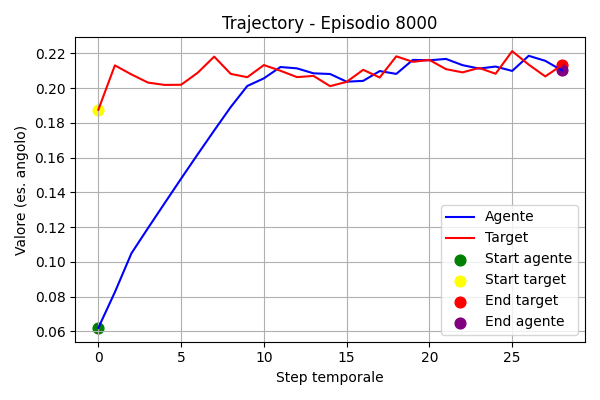 Trajectory - Episodio 8000
Valore (es. angolo)
0.22
0.20
0.18
0.16
0.14
0.12
0.10
0.08
0.06
Agente
Target
Start agente
Start target
End target
End agente
0 5 10 15 20 25
Step temporale